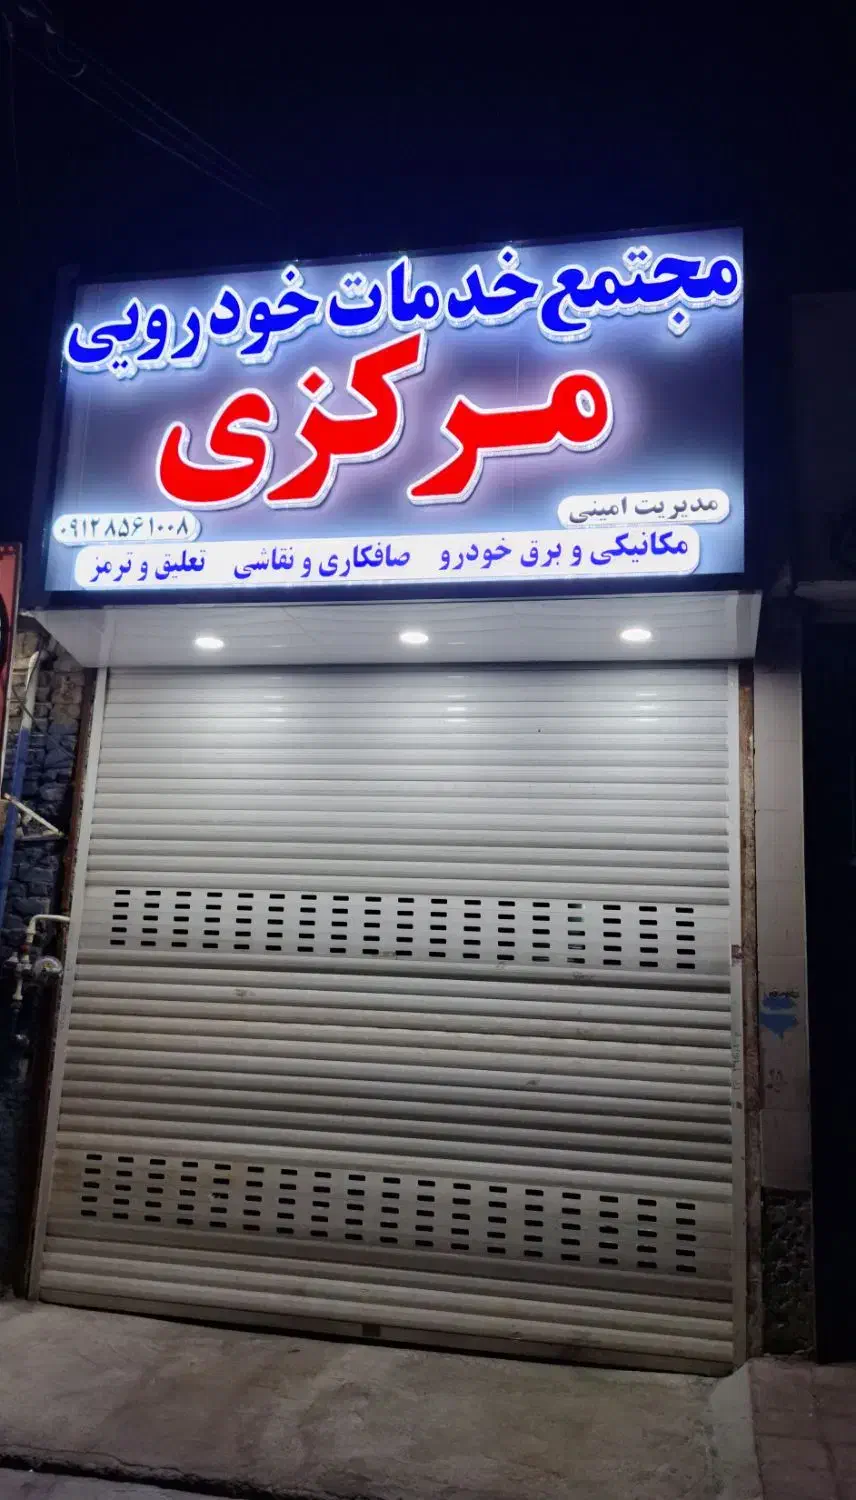 مجتمع خدمات خودرویی
مرکزی
مدیریت امینی
۰۹۱۲۸۵۶۱۰۰۸
مکانیکی و برق خودرو صافکاری و نقاشی تعلیق و ترمز